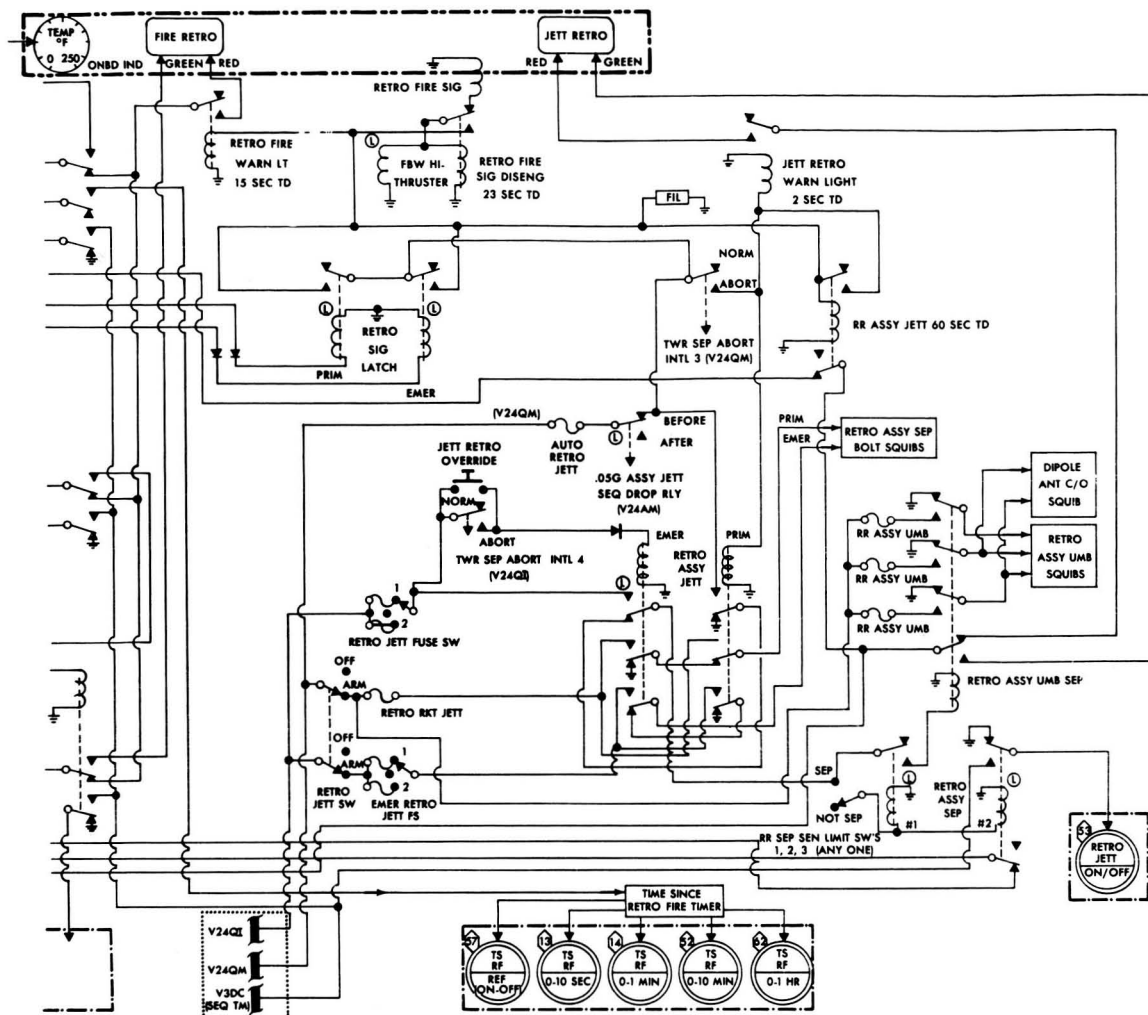 TEMP
°F
0 250
ONBD IND
FIRE RETRO
GREEN
RED
JETT RETRO
RED
GREEN
RETRO FIRE SIG
RETRO FIRE
WARN LT
15 SEC TD
L
FBW HI-
THRUSTER
RETRO FIRE
SIG DISENG
23 SEC TD
JETT RETRO
WARN LIGHT
2 SEC TD
FIL
NORM
ABORT
TWR SEP ABORT
INTL 3 (V24QM)
RR ASSY JETT 60 SEC TD
L
L
RETRO
SIG
LATCH
PRIM
EMER
(V24QM)
AUTO
RETRO
JETT
L
BEFORE
AFTER
.05G ASSY JETT
SEQ DROP RLY
(V24AM)
PRIM
EMER
RETRO ASSY SEP
BOLT SQUIBS
JETT RETRO
OVERRIDE
NORM
ABORT
TWR SEP ABORT INTL 4
(V24QI)
EMER
PRIM
RETRO
ASSY
JETT
L
DIPOLE
ANT C/O
SQUIB
RETRO
ASSY UMB
SQUIBS
RR ASSY UMB
RR ASSY UMB
RR ASSY UMB
1
2
RETRO JETT FUSE SW
OFF
ARM
RETRO RKT JETT
OFF
ARM
1
2
RETRO
JETT SW
EMER RETRO
JETT FS
RETRO ASSY UMB SEP
SEP
NOT SEP
L
#1
RETRO
ASSY
SEP
#2
L
RR SEP SEN LIMIT SW'S
1, 2, 3 (ANY ONE)
53
RETRO
JETT
ON/OFF
TIME SINCE
RETRO FIRE TIMER
V24QI
V24QM
V3DC
(SEQ TM)
57
TS
RF
REF
(ON-OFF)
13
TS
RF
0-10 SEC
14
TS
RF
0-1 MIN
52
TS
RF
0-10 MIN
62
TS
RF
0-1 HR